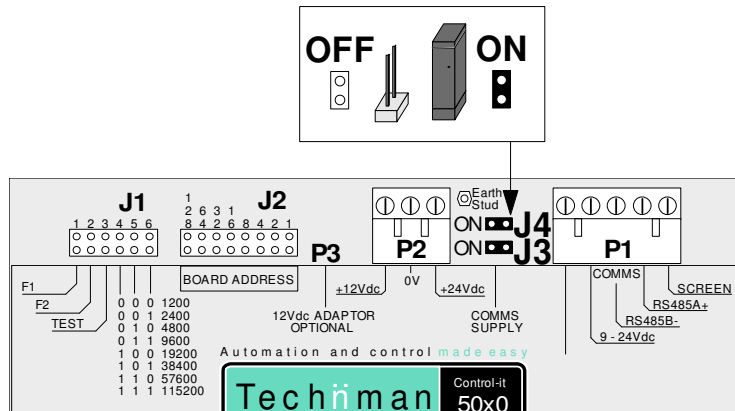 OFF ON
Earth
Stud
J1 J2 P2 P1
ON J4
ON J3
P3
1 2 3 4 5 6
1
2 6 3 1
8 4 2 6 8 4 2 1
BOARD ADDRESS
F1
F2
TEST
0 0 0 1200
0 0 1 2400
0 1 0 4800
0 1 1 9600
1 0 0 19200
1 0 1 38400
1 1 0 57600
1 1 1 115200
12Vdc ADAPTOR
OPTIONAL
+12Vdc 0V +24Vdc
COMMS
SUPPLY
COMMS
SCREEN
RS485A+
RS485B-
9 - 24Vdc
Automation and control made easy
Techn̈man
Control-it
50x0